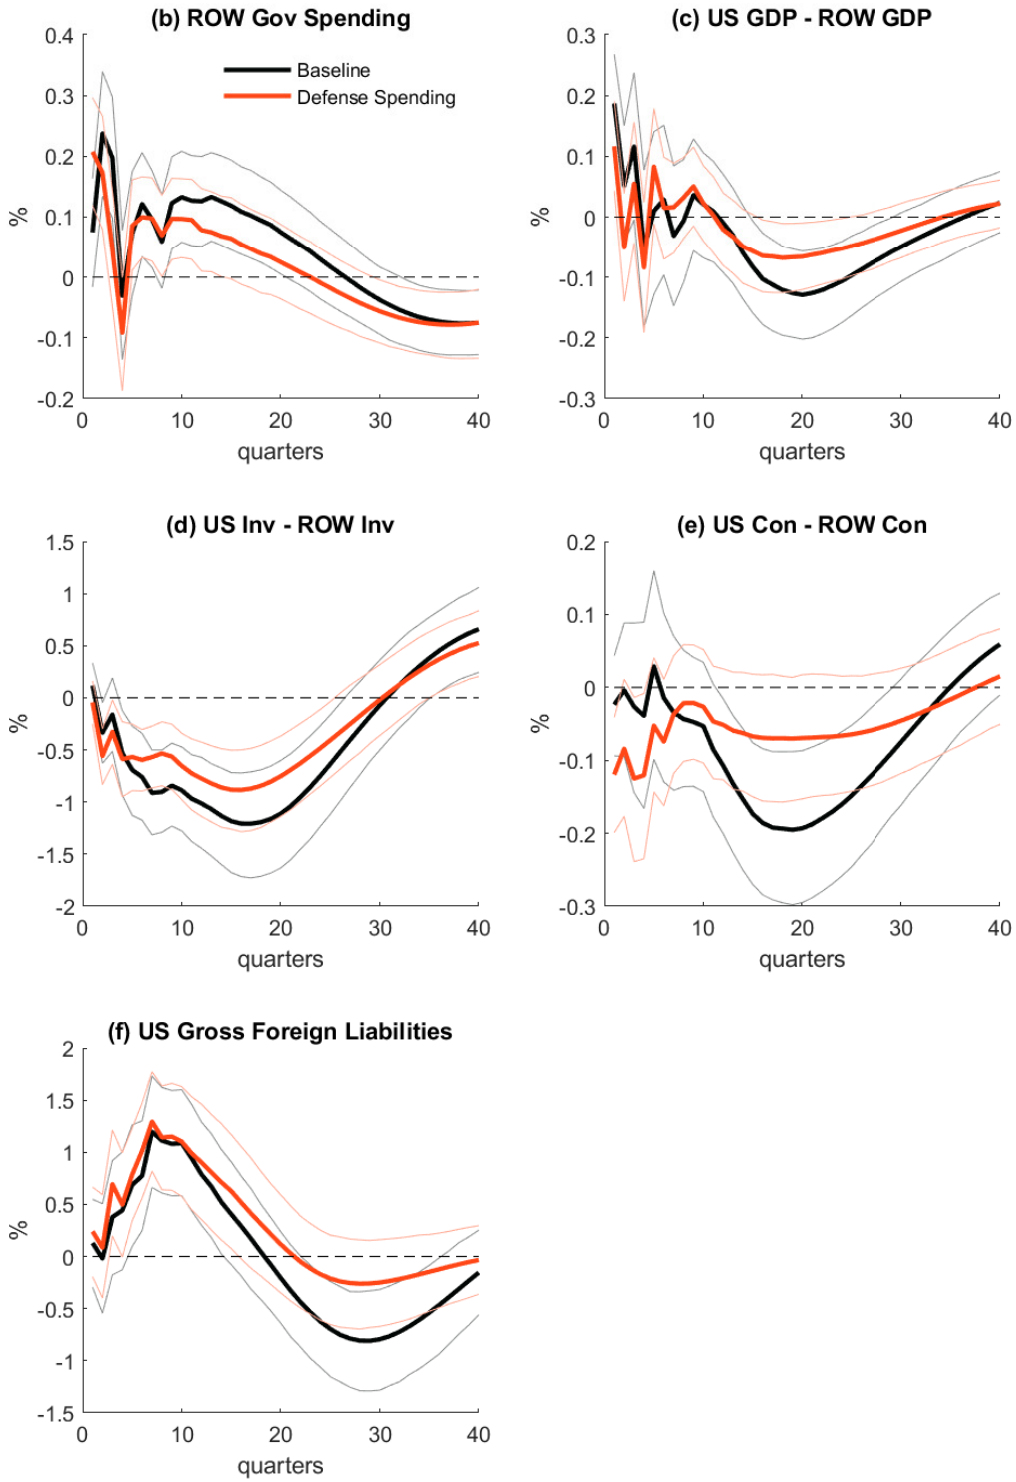 (b) ROW Gov Spending
0.4
0.3
0.2
0.1
0
-0.1
-0.2
%
Baseline
Defense Spending
0 10 20 30 40
quarters
(c) US GDP - ROW GDP
0.3
0.2
0.1
0
-0.1
-0.2
-0.3
%
0 10 20 30 40
quarters
(d) US Inv - ROW Inv
1.5
1
0.5
0
-0.5
-1
-1.5
-2
%
0 10 20 30 40
quarters
(e) US Con - ROW Con
0.2
0.1
0
-0.1
-0.2
-0.3
%
0 10 20 30 40
quarters
(f) US Gross Foreign Liabilities
2
1.5
1
0.5
0
-0.5
-1
-1.5
%
0 10 20 30 40
quarters